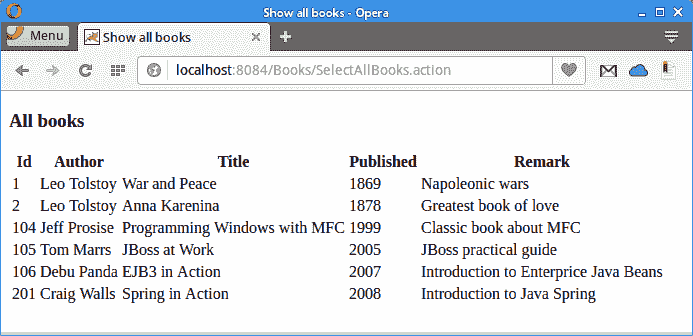 Show all books - Opera
Menu
Show all books
localhost:8084/Books/SelectAllBooks.action
All books
Id Author Title Published Remark
1 Leo Tolstoy War and Peace 1869 Napoleonic wars
2 Leo Tolstoy Anna Karenina 1878 Greatest book of love
104 Jeff Prosise Programming Windows with MFC 1999 Classic book about MFC
105 Tom Marrs JBoss at Work 2005 JBoss practical guide
106 Debu Panda EJB3 in Action 2007 Introduction to Enterprice Java Beans
201 Craig Walls Spring in Action 2008 Introduction to Java Spring